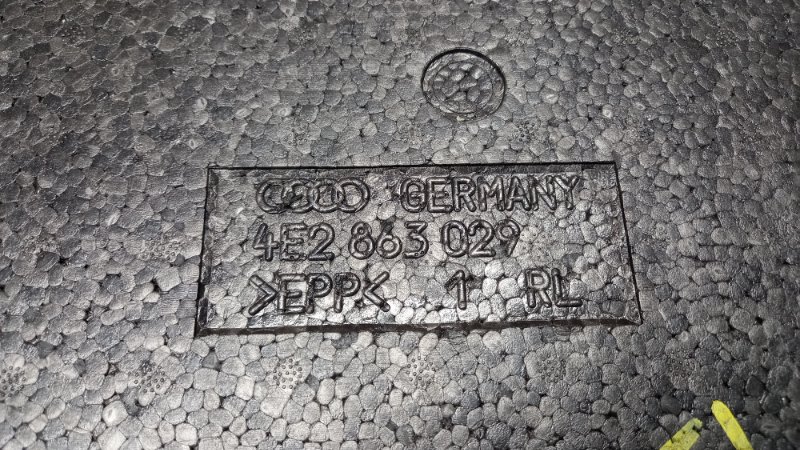 GERMANY
4E2 863 029
>EPP< 1 RL